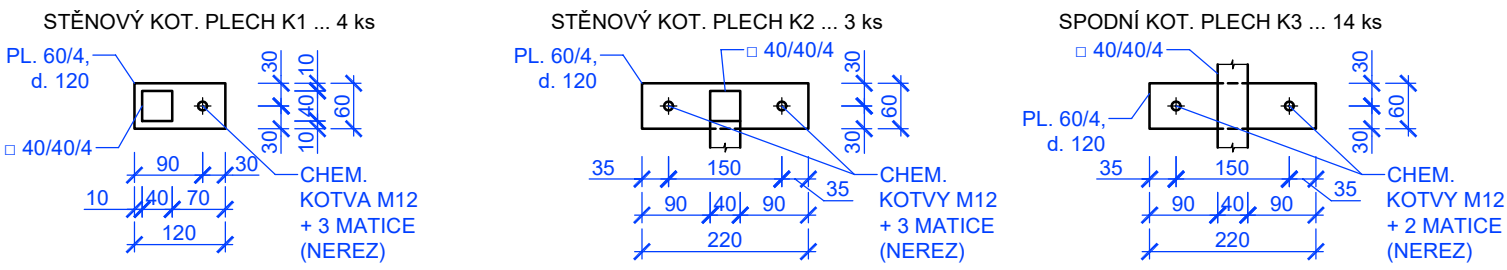 STĚNOVÝ KOT. PLECH K1 ... 4 ks
PL. 60/4,
d. 120
□ 40/40/4
30
30
10
40
10
60
90
30
10
40
70
120
CHEM.
KOTVA M12
+ 3 MATICE
(NEREZ)
STĚNOVÝ KOT. PLECH K2 ... 3 ks
PL. 60/4,
d. 120
□ 40/40/4
30
30
60
35
150
35
90
40
90
220
CHEM.
KOTVY M12
+ 3 MATICE
(NEREZ)
SPODNÍ KOT. PLECH K3 ... 14 ks
□ 40/40/4
PL. 60/4,
d. 120
30
30
60
35
150
35
90
40
90
220
CHEM.
KOTVY M12
+ 2 MATICE
(NEREZ)